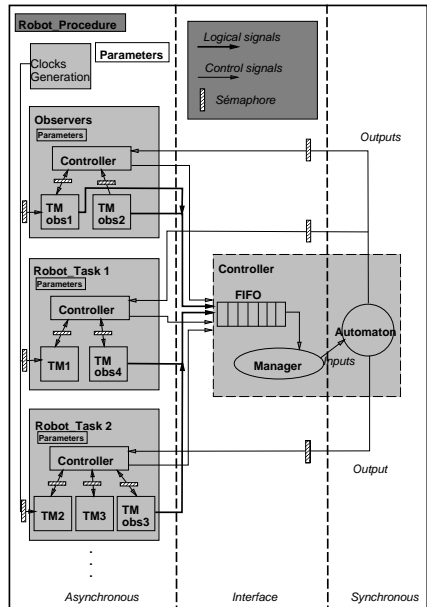 Robot_Procedure
Clocks
Generation
Parameters
Logical signals
Control signals
Sémaphore
Observers
Parameters
Controller
TM
obs1
TM
obs2
Outputs
Robot_Task 1
Parameters
Controller
TM1
TM
obs4
Controller
FIFO
Manager
Automaton
Inputs
Robot_Task 2
Parameters
Controller
TM2
TM3
TM
obs3
Output
Asynchronous
Interface
Synchronous